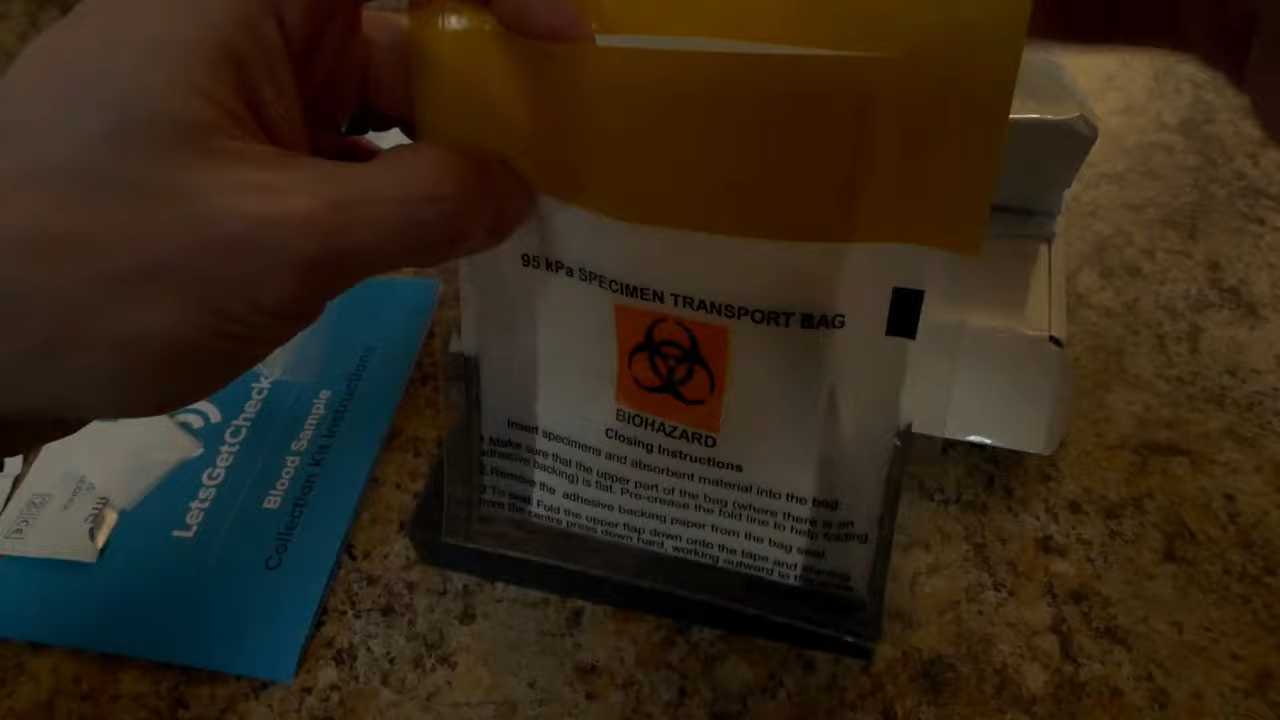 95 kPa SPECIMEN TRANSPORT BAG
BIOHAZARD
Closing Instructions
Insert specimens and absorbent material into the bag.
1.Make sure that the upper part of the bag (where there is an
adhesive backing) is flat. Pre-crease the fold line to help
Remove the adhesive backing paper from the bag seal.
To seal. Fold the upper flap down onto the tape and starting
from the centre press down hard, working outward to the
LetsGetChecked
Blood Sample
Collection Kit Instructions